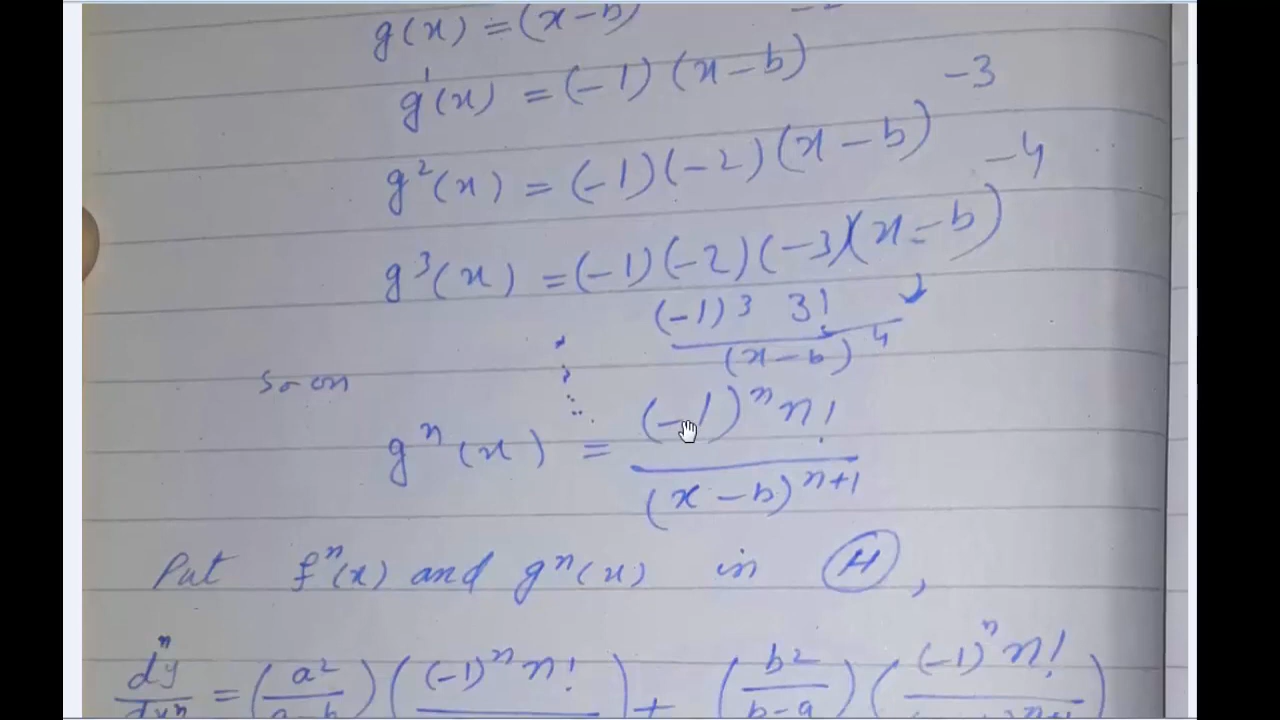 g(x) = (x-b)
g'(x) = (-1) (x-b)
g²(x) = (-1)(-2)(x-b)⁻³
g³(x) = (-1)(-2)(-3)(x-b)⁻⁴
(-1)³ 3!
(x-b)⁴
so on
gⁿ(x) = (-1)ⁿ n!
(x-b)ⁿ⁺¹
Put fⁿ(x) and gⁿ(x) in (H),
dⁿy/dxⁿ = (a²/a-b) ((-1)ⁿ n!) + (b²/b-a) ((-1)ⁿ n!)